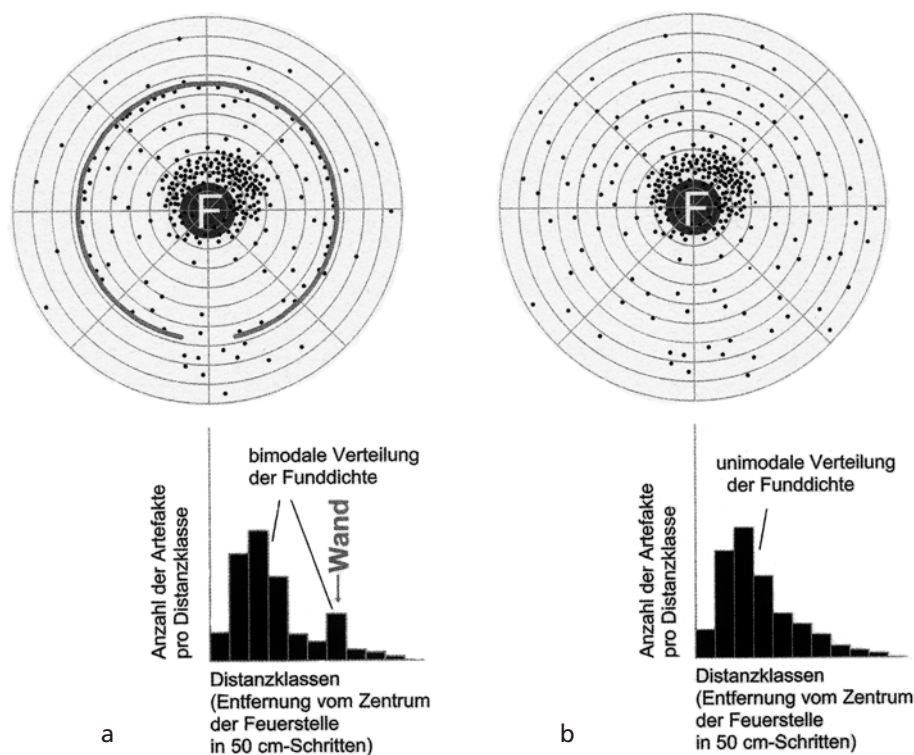 F
F
bimodale Verteilung
der Funddichte
Wand
Anzahl der Artefakte
pro Distanzklasse
Distanzklassen
(Entfernung vom Zentrum
der Feuerstelle
in 50 cm-Schritten)
a
unimodale Verteilung
der Funddichte
Anzahl der Artefakte
pro Distanzklasse
Distanzklassen
(Entfernung vom Zentrum
der Feuerstelle
in 50 cm-Schritten)
b